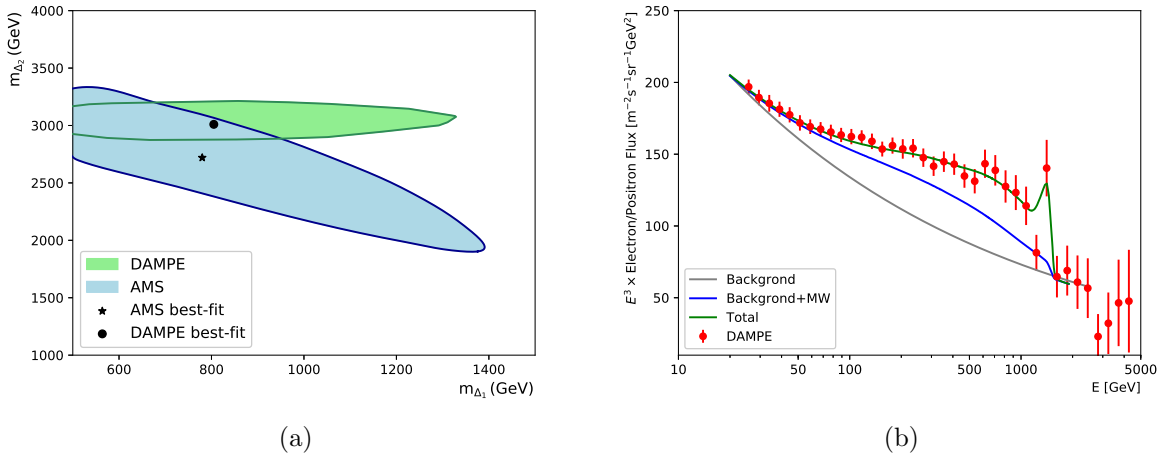 4000
3500
3000
2500
2000
1500
1000
m_{Δ_2} (GeV)
600
800
1000
1200
1400
m_{Δ_1} (GeV)
DAMPE
AMS
AMS best-fit
DAMPE best-fit
(a)
250
200
150
100
50
E^3 × Electron/Positron Flux [m^{-2}s^{-1}sr^{-1}GeV^2]
10
50
100
500
1000
5000
E [GeV]
Backgrond
Backgrond+MW
Total
DAMPE
(b)